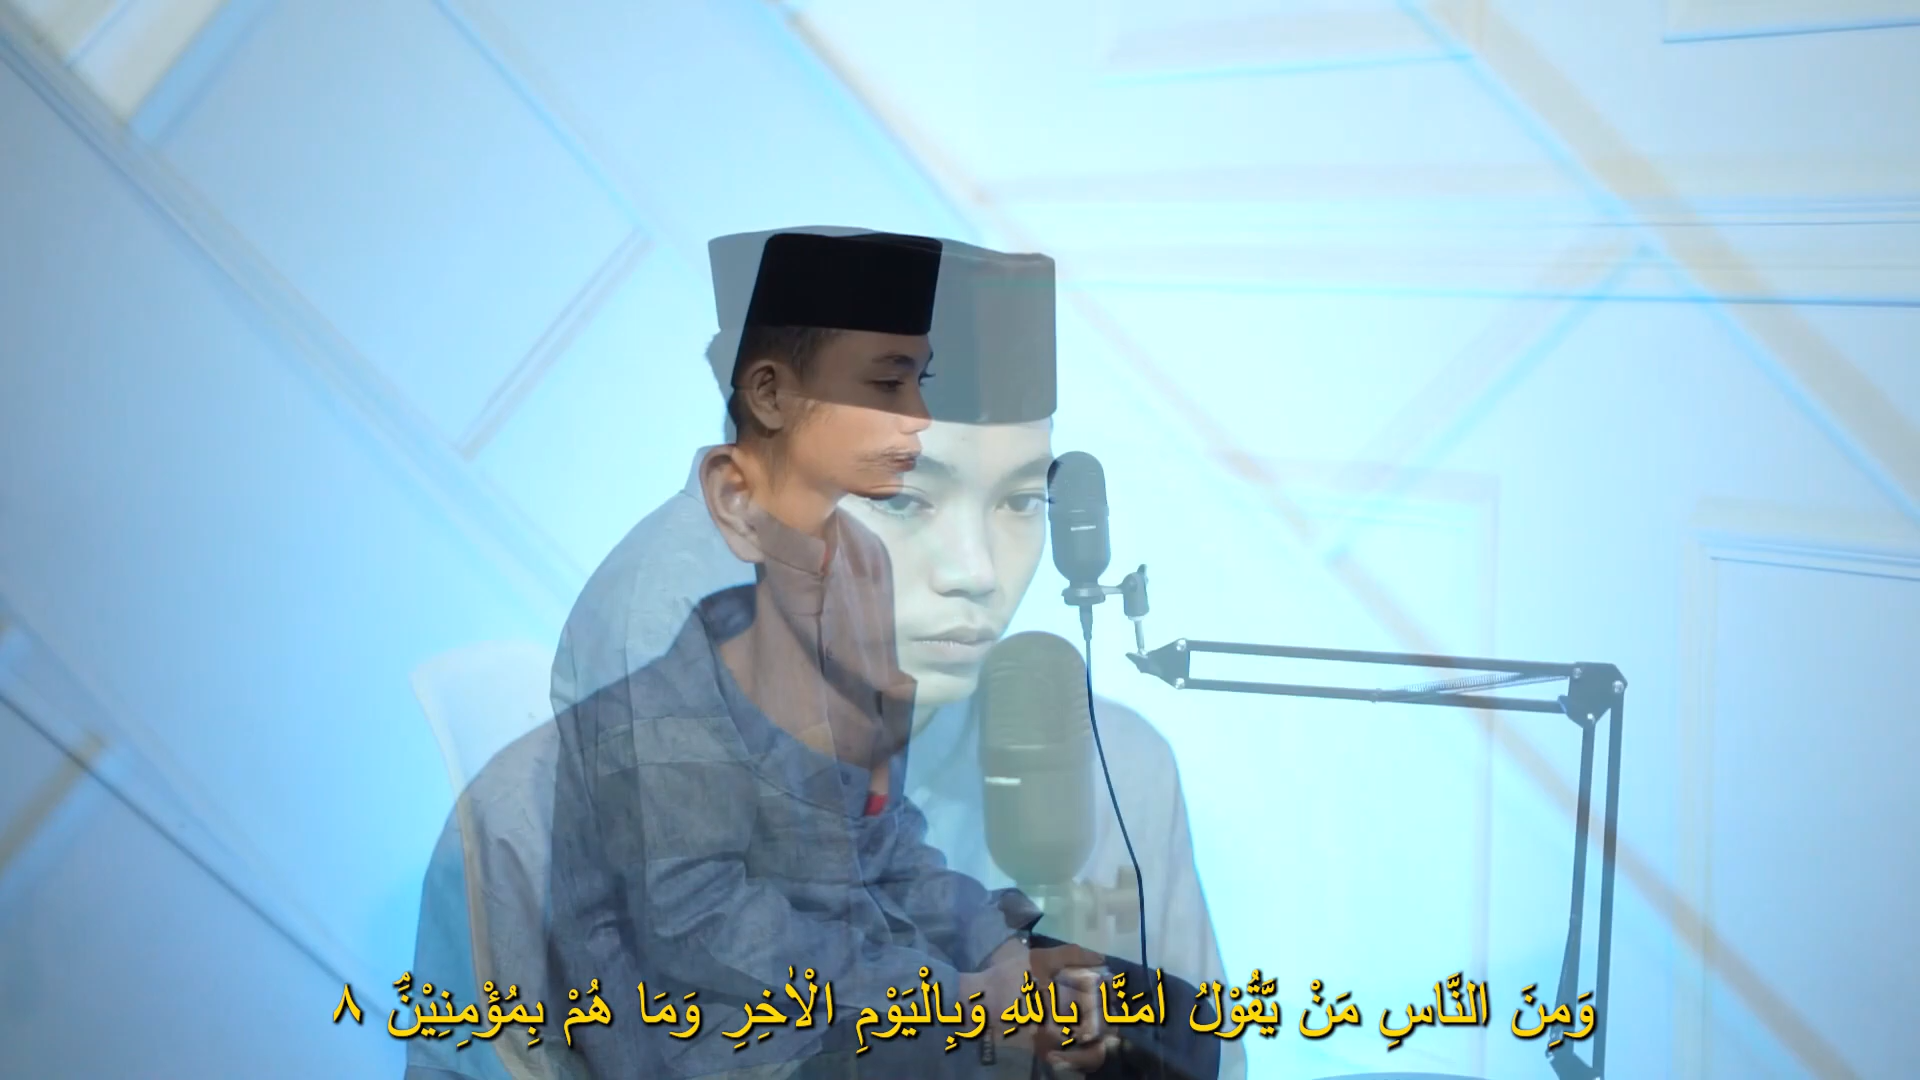 وَمِنَ النَّاسِ مَنْ يَّقُوْلُ اٰمَنَّا بِاللّٰهِ وَبِالْيَوْمِ الْاٰخِرِ وَمَا هُمْ بِمُؤْمِنِيْنَۘ ٨